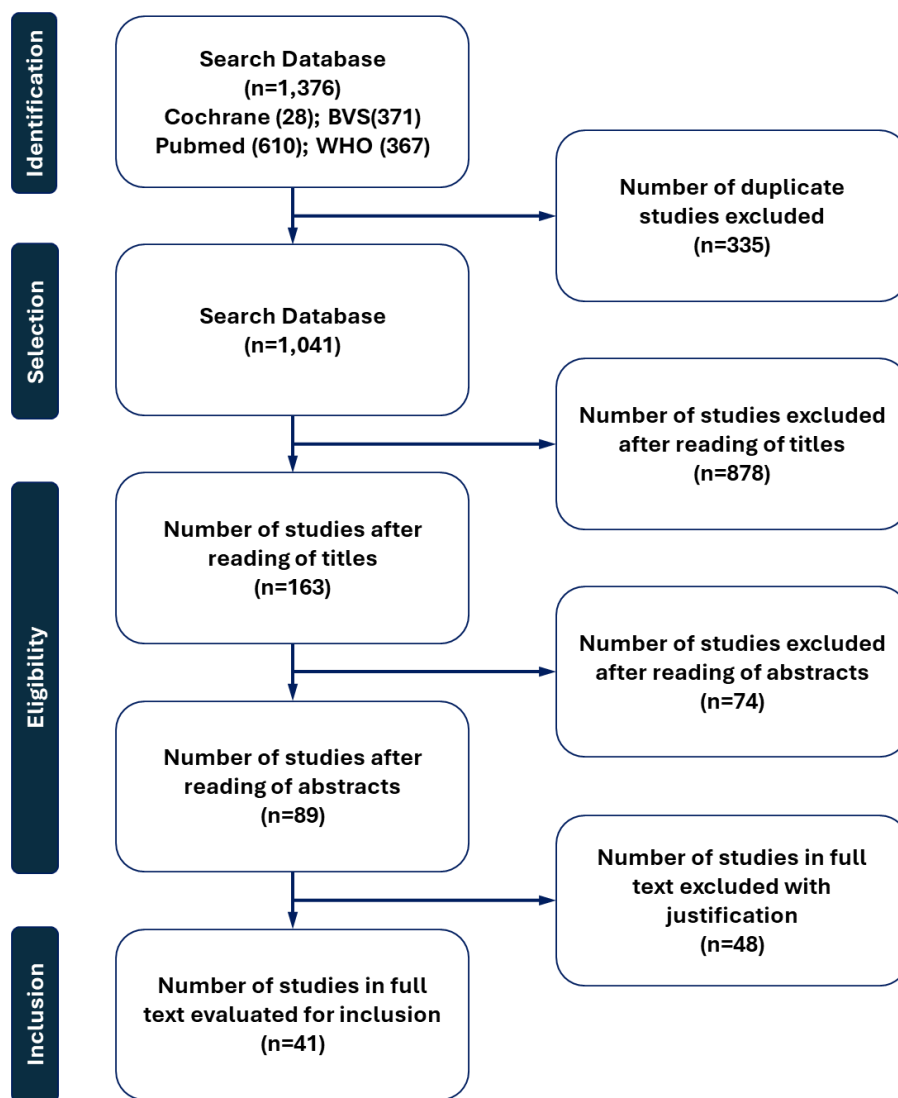 Identification
Search Database
(n=1,376)
Cochrane (28); BVS(371)
Pubmed (610); WHO (367)
Number of duplicate
studies excluded
(n=335)
Selection
Search Database
(n=1,041)
Number of studies excluded
after reading of titles
(n=878)
Eligibility
Number of studies after
reading of titles
(n=163)
Number of studies excluded
after reading of abstracts
(n=74)
Number of studies after
reading of abstracts
(n=89)
Number of studies in full
text excluded with
justification
(n=48)
Inclusion
Number of studies in full
text evaluated for inclusion
(n=41)